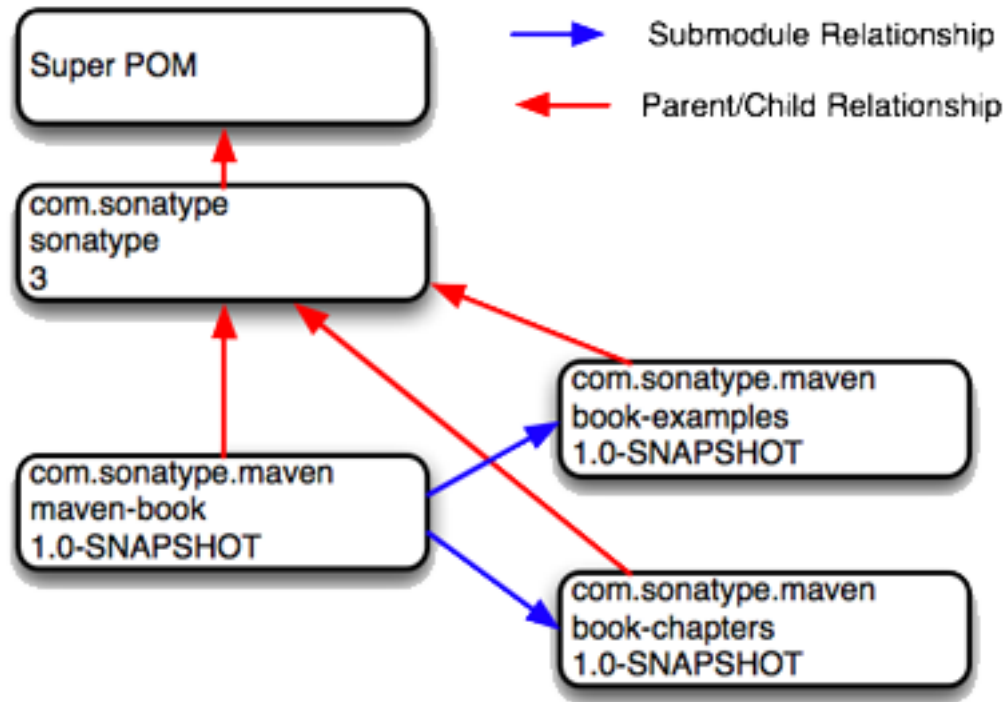 Super POM
Submodule Relationship
Parent/Child Relationship
com.sonatype
sonatype
3
com.sonatype.maven
book-examples
1.0-SNAPSHOT
com.sonatype.maven
maven-book
1.0-SNAPSHOT
com.sonatype.maven
book-chapters
1.0-SNAPSHOT